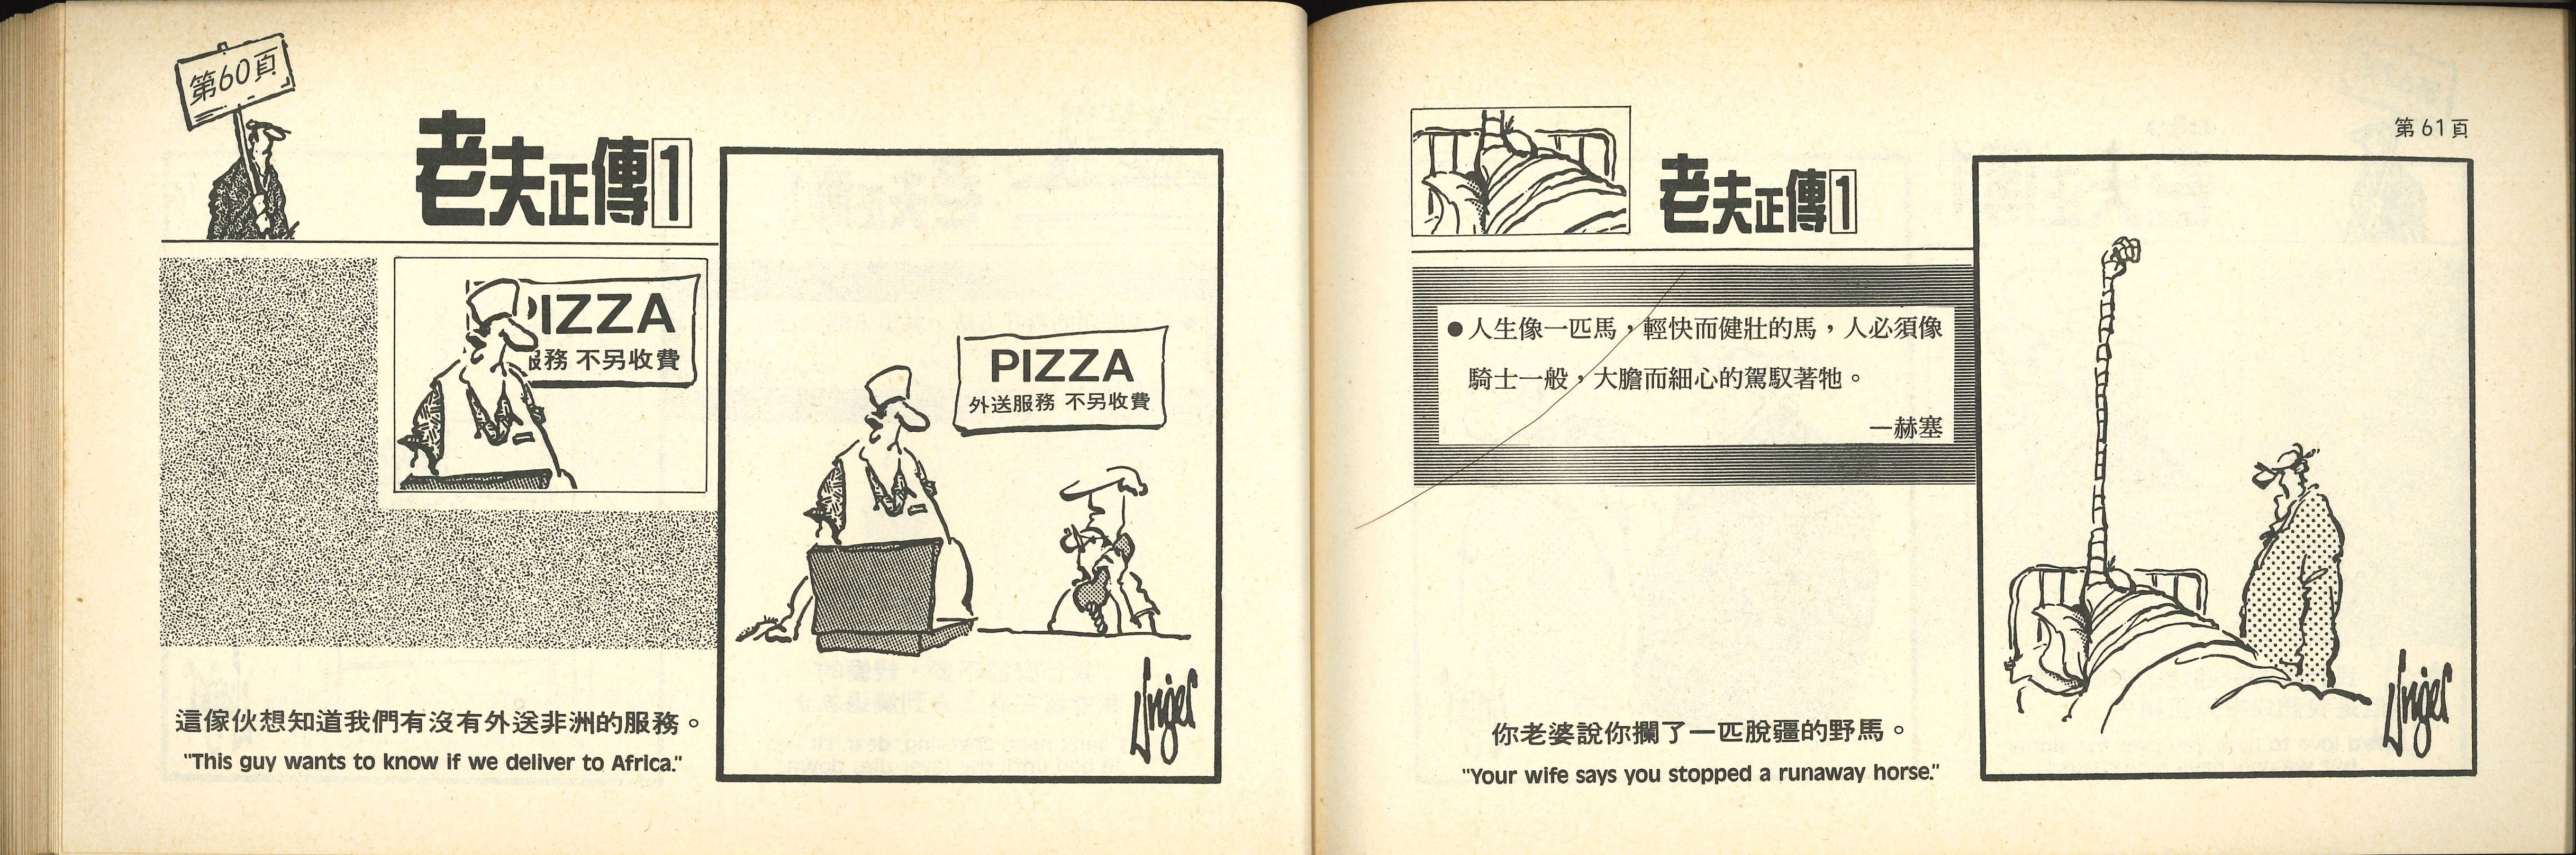 第60頁
老夫正傳1
PIZZA
服務 不另收費
PIZZA
外送服務 不另收費
這傢伙想知道我們有沒有外送非洲的服務。
"This guy wants to know if we deliver to Africa."
Unger
第61頁
老夫正傳1
●人生像一匹馬，輕快而健壯的馬，人必須像
騎士一般，大膽而細心的駕馭著牠。
—赫塞
你老婆說你攔了一匹脫疆的野馬。
"Your wife says you stopped a runaway horse."
Unger